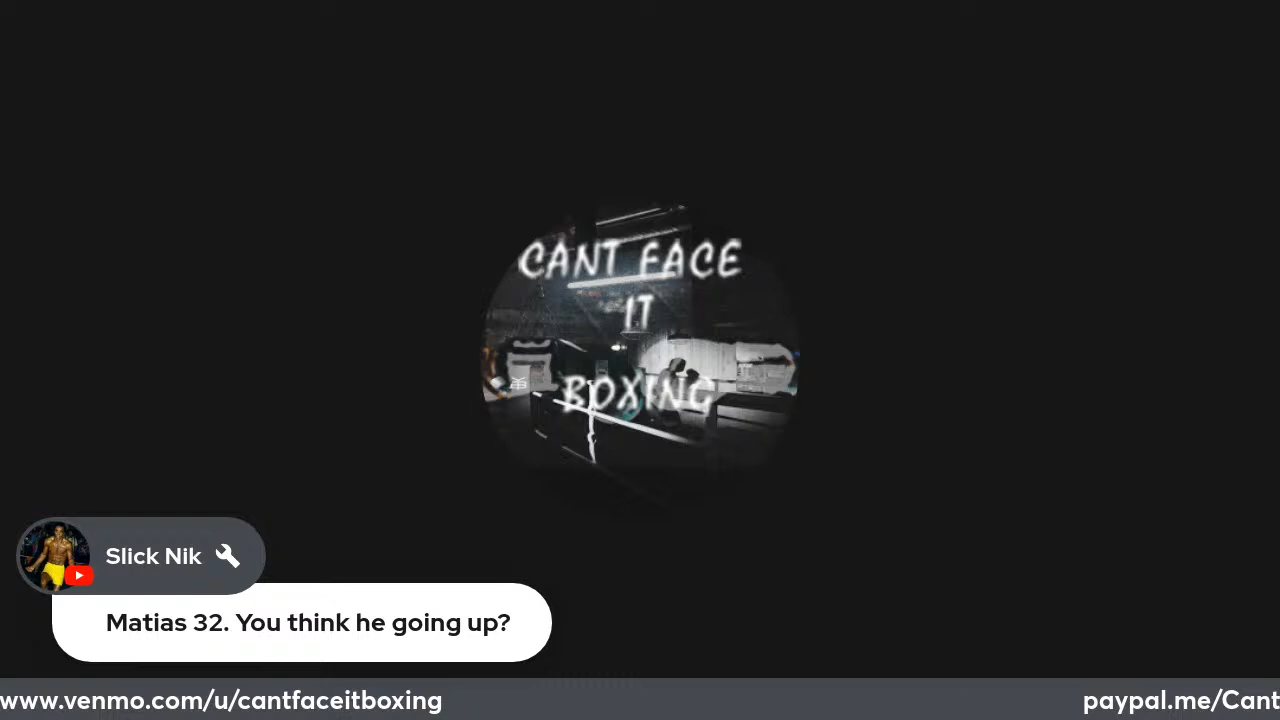 CANT FACE
IT
BOXING
Slick Nik
Matias 32. You think he going up?
www.venmo.com/u/cantfaceitboxing
paypal.me/Cant